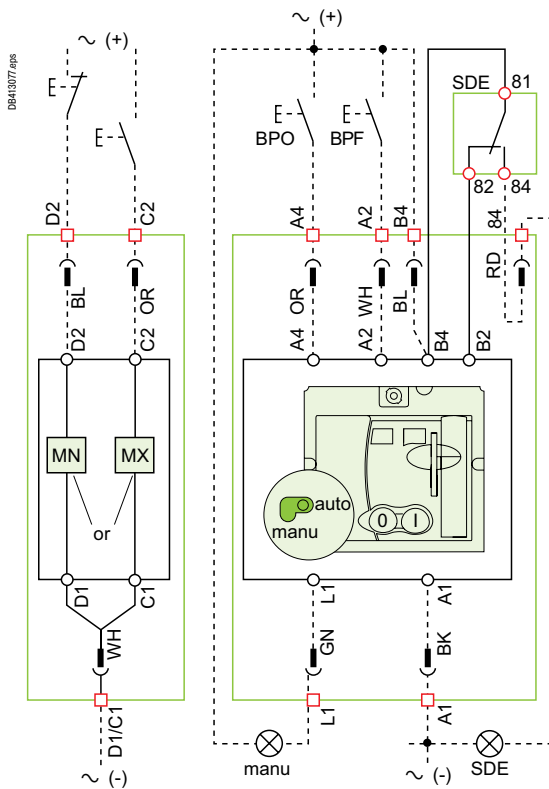 DB413077.eps
∼ (+)
D2
C2
BL
OR
D2
C2
MN
MX
or
D1
C1
WH
D1/C1
∼ (-)
∼ (+)
BPO
BPF
SDE
81
82
84
A4
A2
B4
84
OR
WH
BL
RD
A4
A2
B4
B2
auto
manu
0
I
L1
A1
GN
BK
L1
A1
manu
∼ (-)
SDE